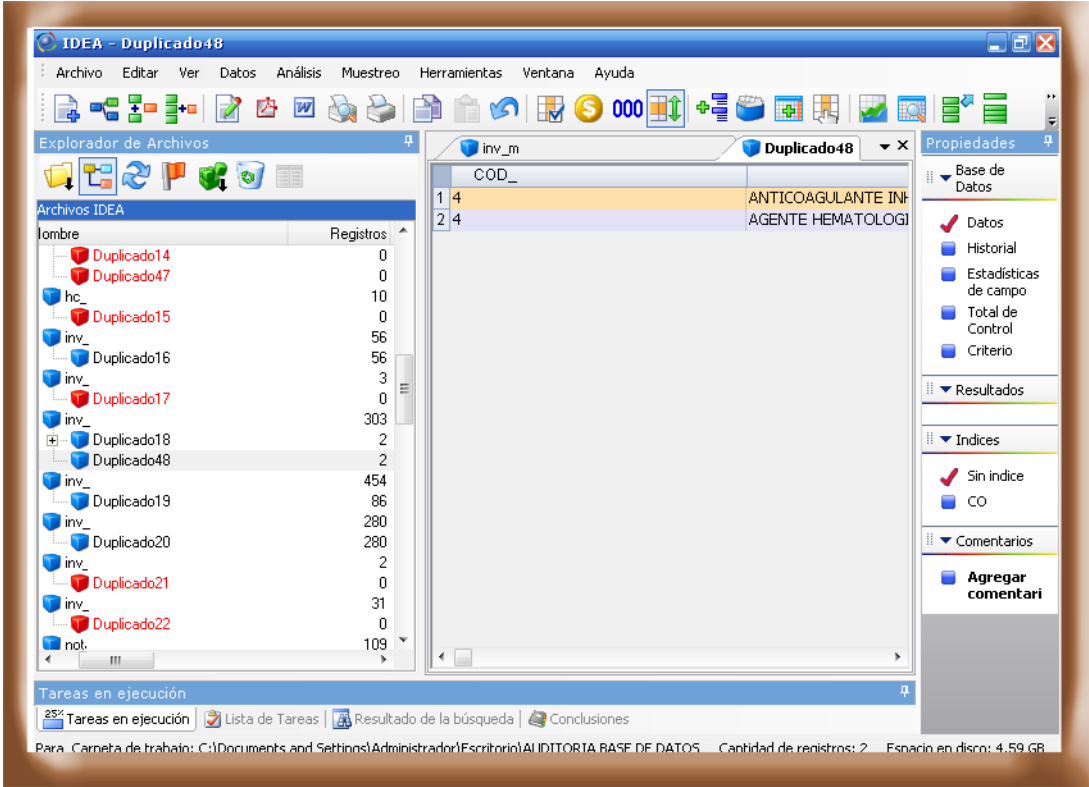 IDEA - Duplicado48
Archivo Editar Ver Datos Análisis Muestreo Herramientas Ventana Ayuda
000
Explorador de Archivos
Archivos IDEA
lombre Registros
Duplicado14 0
Duplicado47 0
hc_ 10
Duplicado15 0
inv_ 56
Duplicado16 56
inv_ 3
Duplicado17 0
inv_ 303
Duplicado18 2
Duplicado48 2
inv_ 454
Duplicado19 86
inv_ 280
Duplicado20 280
inv_ 2
Duplicado21 0
inv_ 31
Duplicado22 0
not. 109
inv_m Duplicado48
COD_
1 4 ANTICOAGULANTE INH
2 4 AGENTE HEMATOLOGI
Propiedades
Base de
Datos
Datos
Historial
Estadísticas
de campo
Total de
Control
Criterio
Resultados
Indices
Sin indice
CO
Comentarios
Agregar
comentari
Tareas en ejecución
25% Tareas en ejecución Lista de Tareas Resultado de la búsqueda Conclusiones
Para Carpeta de trabajo: C:\Documents and Settings\Administrador\Escritorio\AUDITORIA BASE DE DATOS Cantidad de registros: 2 Espacio en disco: 4.59 GB